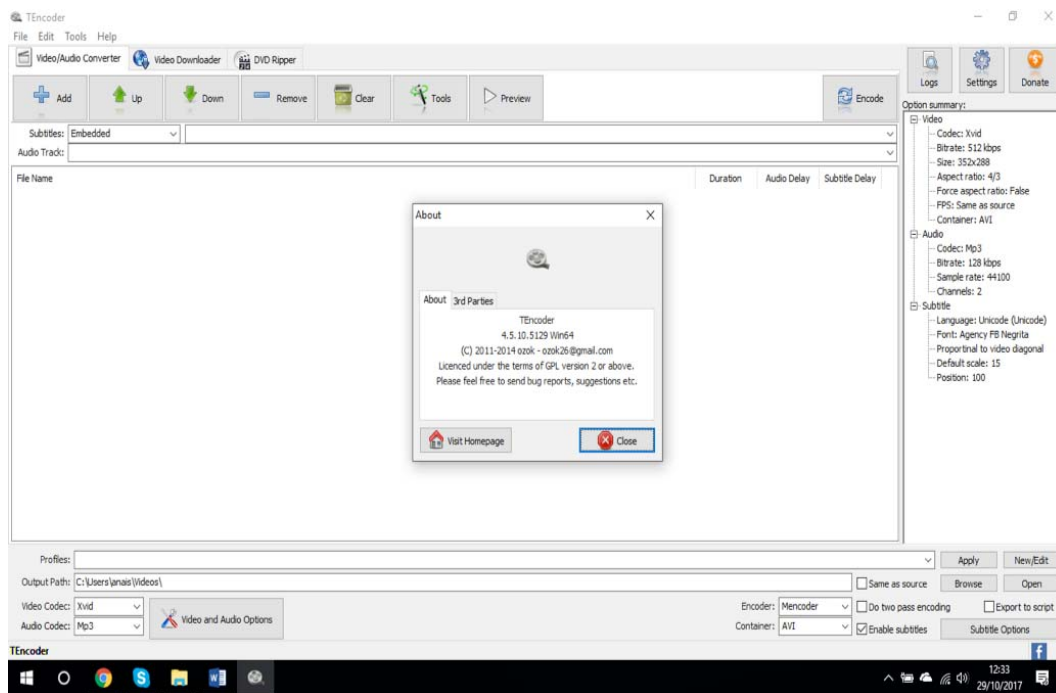 TEncoder
File Edit Tools Help
Video/Audio Converter Video Downloader DVD Ripper
Logs Settings Donate
Add Up Down Remove Clear Tools Preview Encode
Option summary:
Subtitles: Embedded
Audio Track:
File Name Duration Audio Delay Subtitle Delay
Video
Codec: Xvid
Bitrate: 512 kbps
Size: 352x288
Aspect ratio: 4/3
Force aspect ratio: False
FPS: Same as source
Container: AVI
Audio
Codec: Mp3
Bitrate: 128 kbps
Sample rate: 44100
Channels: 2
Subtitle
Language: Unicode (Unicode)
Font: Agency FB Negrita
Proportinal to video diagonal
Default scale: 15
Position: 100
About
About 3rd Parties
TEncoder
4.5.10.5129 Win64
(C) 2011-2014 ozok - ozok26@gmail.com
Licenced under the terms of GPL version 2 or above.
Please feel free to send bug reports, suggestions etc.
Visit Homepage Close
Profiles: Apply New/Edit
Output Path: C:\Users\anais\Videos\ Same as source Browse Open
Video Codec: Xvid Video and Audio Options Encoder: Mencoder Do two pass encoding Export to script
Audio Codec: Mp3 Container: AVI Enable subtitles Subtitle Options
TEncoder
12:33
29/10/2017